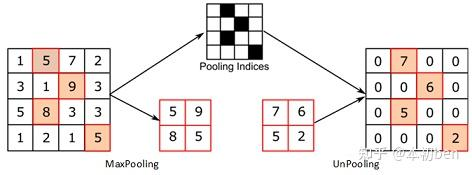 Pooling Indices
1 5 7 2
3 1 9 3
5 8 3 3
1 2 1 5
5 9
8 5
7 6
5 2
0 7 0 0
0 0 6 0
0 5 0 0
0 0 0 2
MaxPooling
UnPooling
知乎 @本初ben